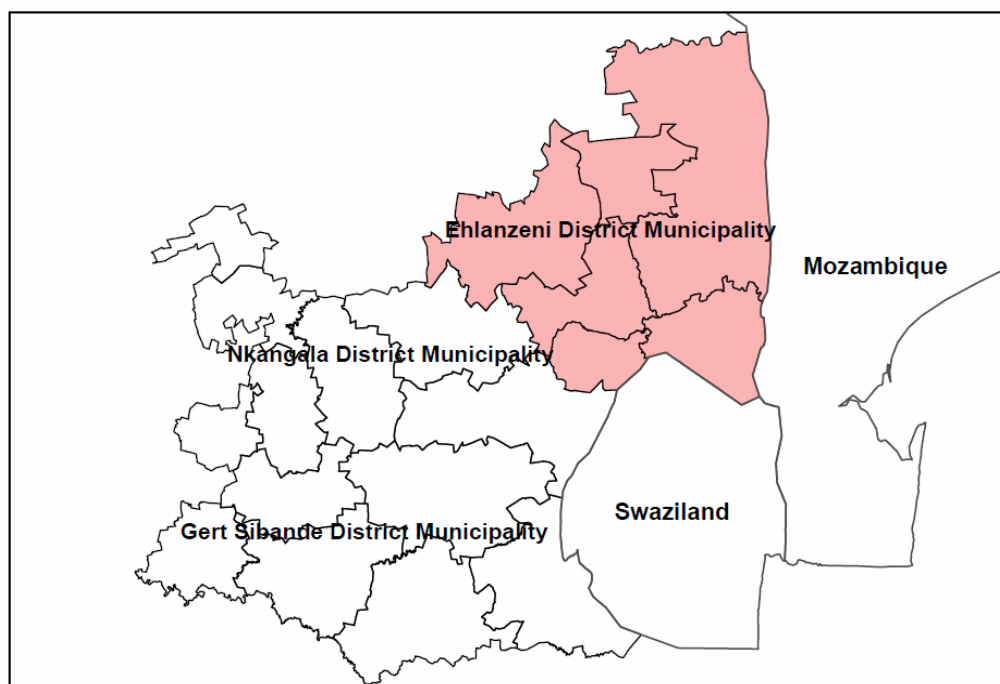 Ehlanzeni District Municipality
Mozambique
Nkangala District Municipality
Swaziland
Gert Sibande District Municipality